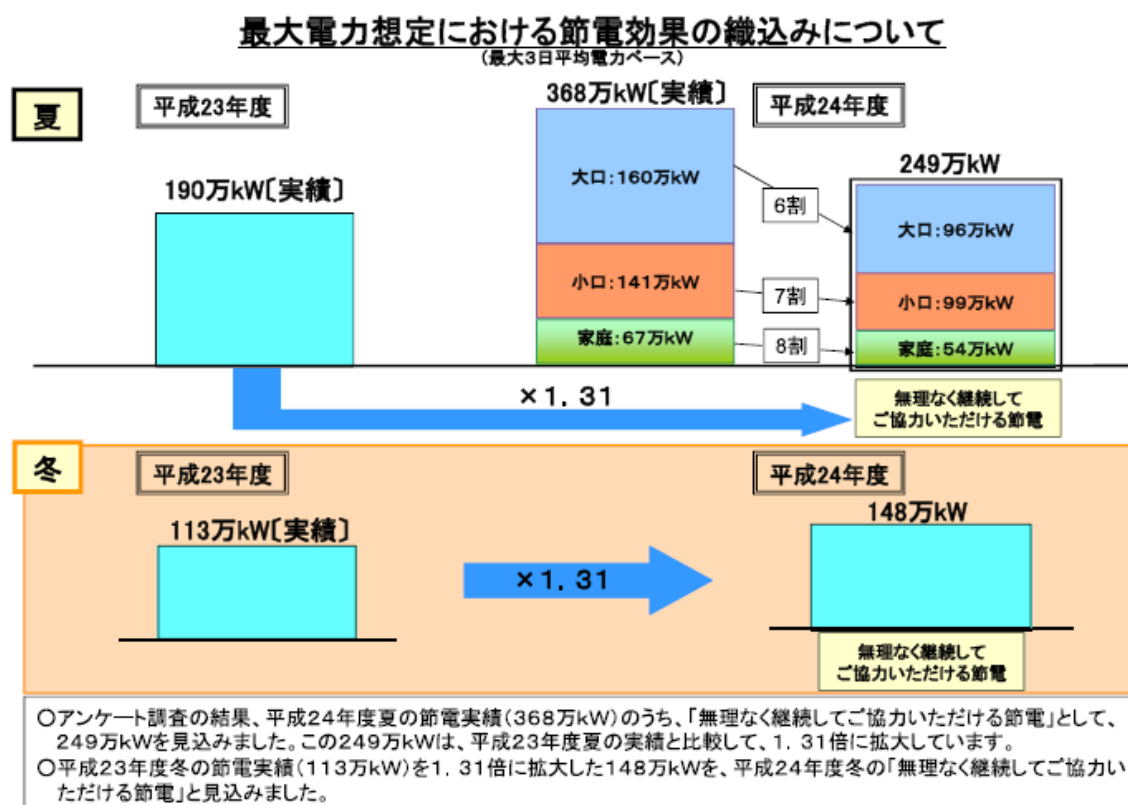 最大電力想定における節電効果の織込みについて
(最大3日平均電力ベース)
夏
平成23年度
368万kW〔実績〕
平成24年度
190万kW〔実績〕
249万kW
大口:160万kW
6割
大口:96万kW
小口:141万kW
7割
小口:99万kW
家庭:67万kW
8割
家庭:54万kW
×1.31
無理なく継続して
ご協力いただける節電
冬
平成23年度
平成24年度
113万kW〔実績〕
148万kW
×1.31
無理なく継続して
ご協力いただける節電
○アンケート調査の結果、平成24年度夏の節電実績(368万kW)のうち、「無理なく継続してご協力いただける節電」として、
249万kWを見込みました。この249万kWは、平成23年度夏の実績と比較して、1.31倍に拡大しています。
○平成23年度冬の節電実績(113万kW)を1.31倍に拡大した148万kWを、平成24年度冬の「無理なく継続してご協力い
ただける節電」と見込みました。